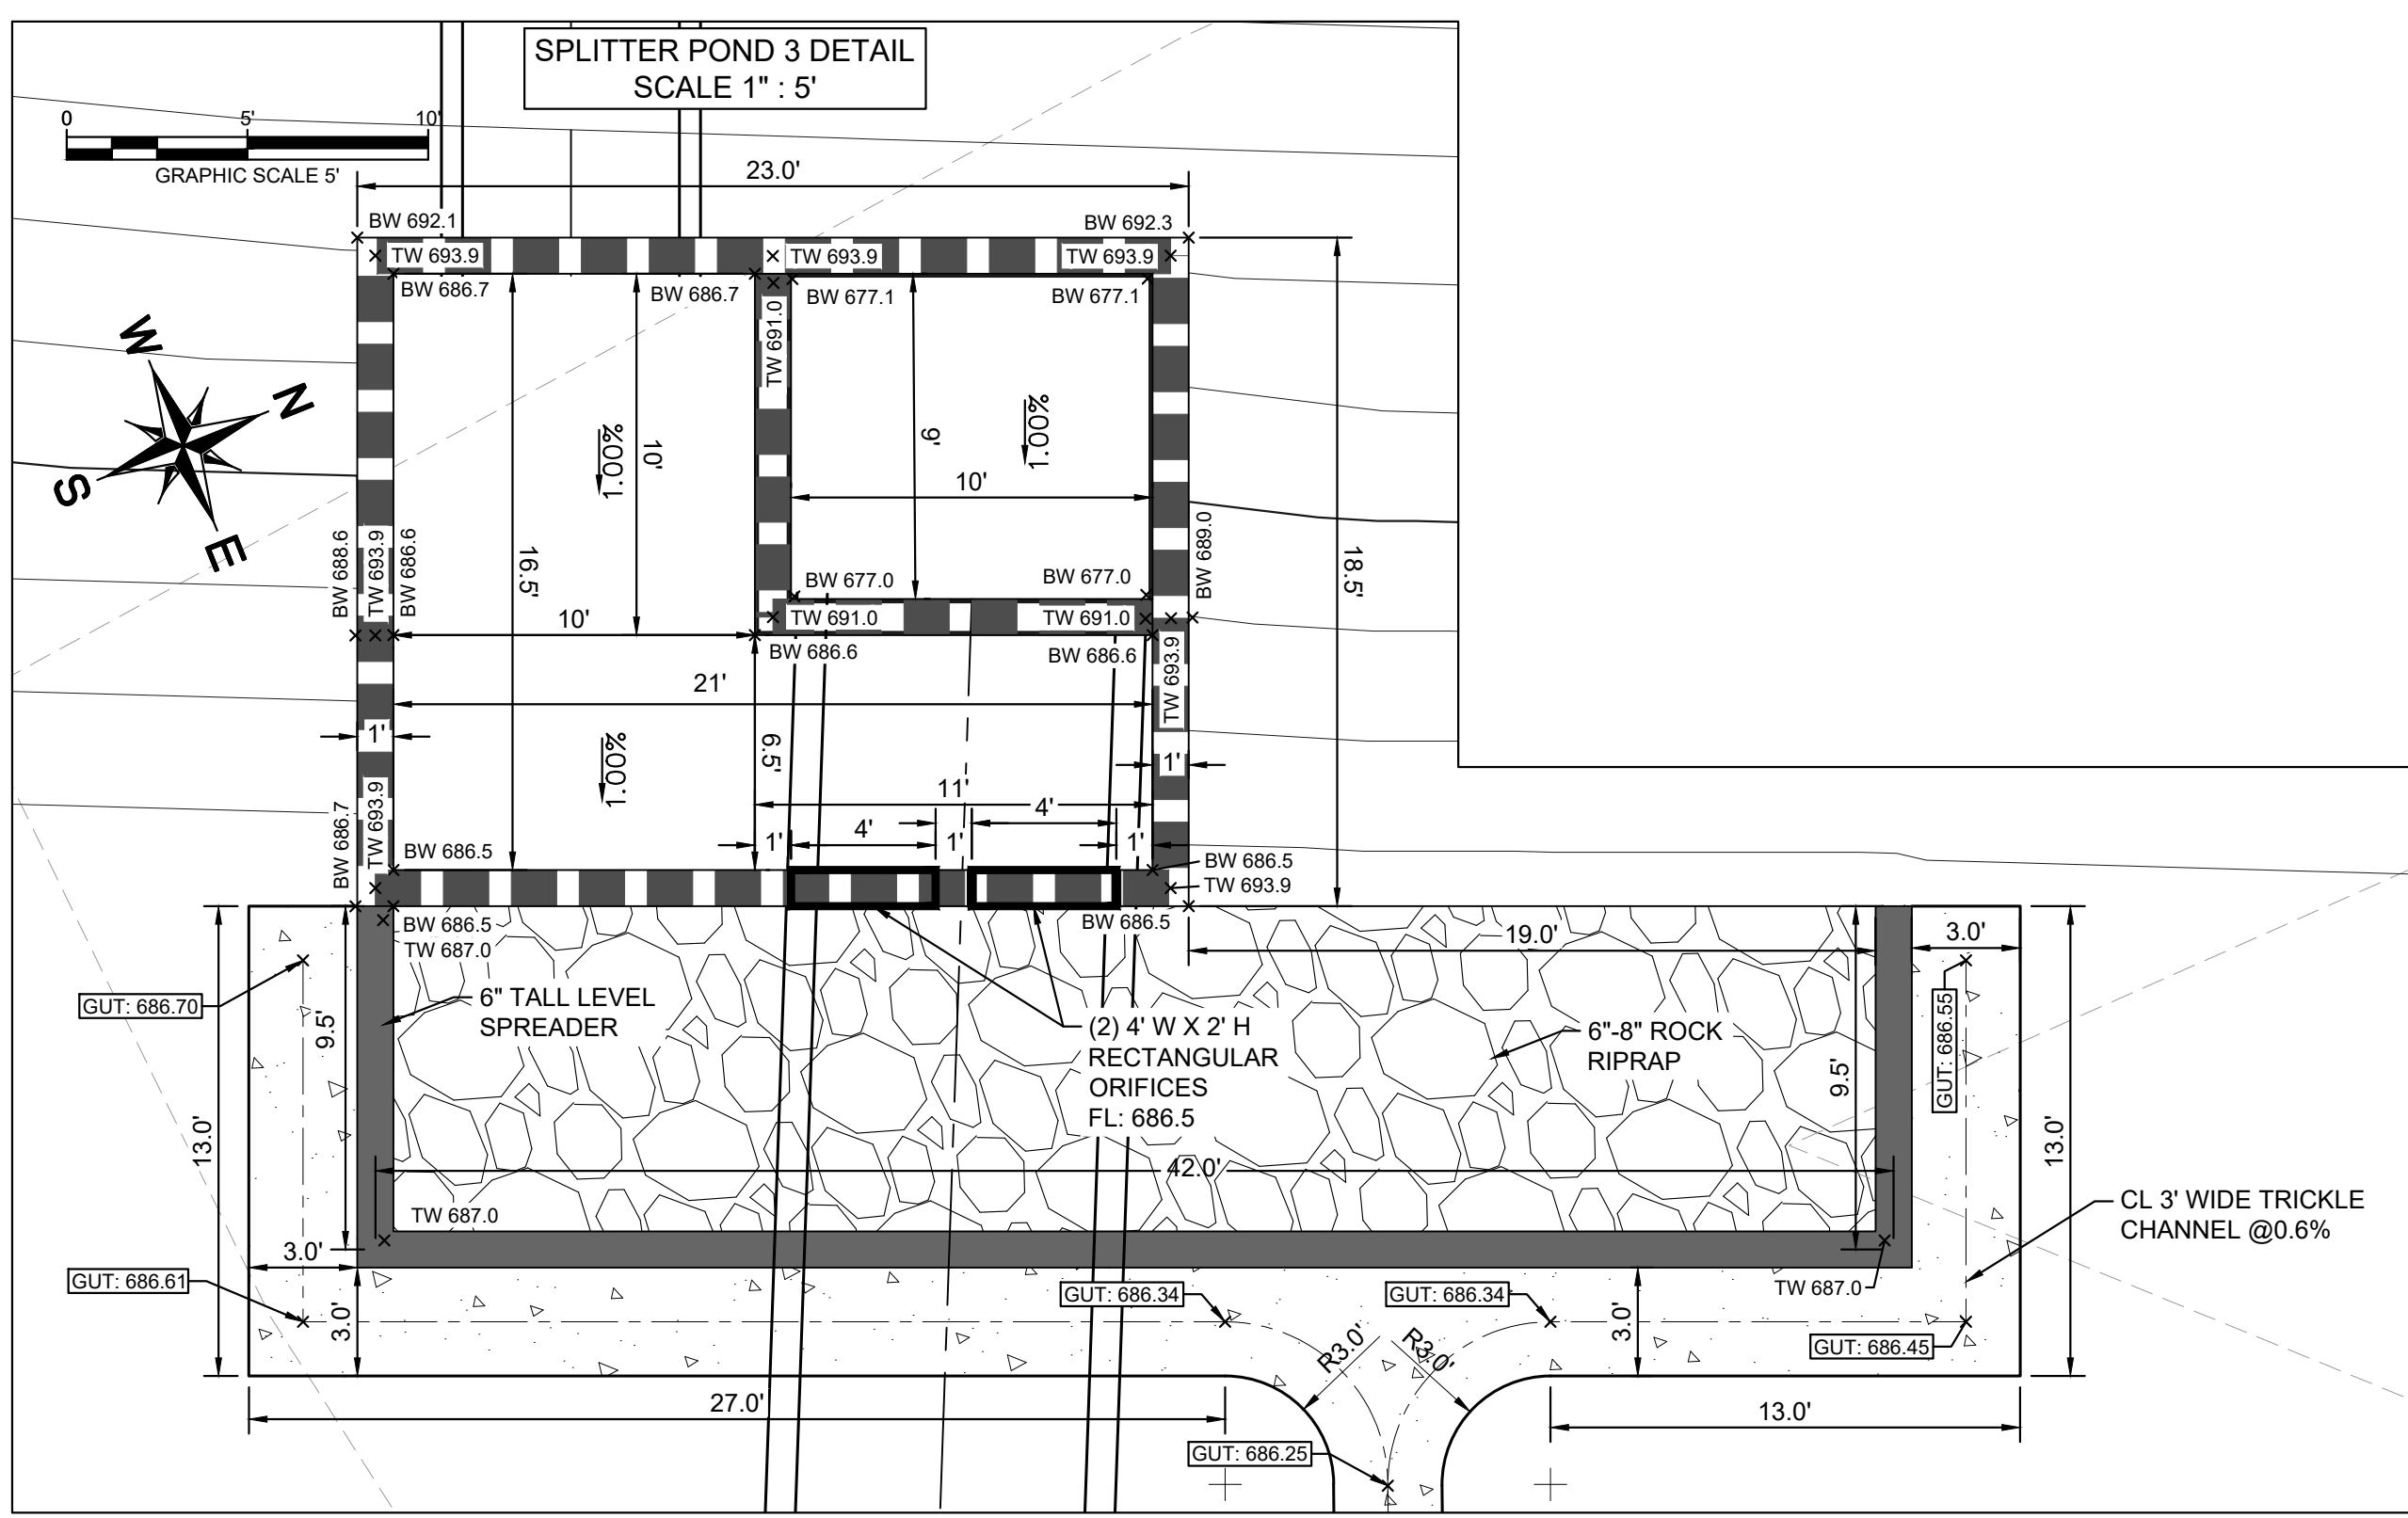 SPLITTER POND 3 DETAIL
SCALE 1" : 5'
0 5' 10'
GRAPHIC SCALE 5'
23.0'
BW 692.1
BW 692.3
TW 693.9
TW 693.9
TW 693.9
BW 686.7
BW 686.7
BW 677.1
BW 677.1
TW 691.0
W
N
S
E
1.00%
10'
9'
1.00%
10'
16.5'
18.5'
BW 688.6
TW 693.9
BW 686.6
BW 689.0
BW 677.0
BW 677.0
10'
TW 691.0
TW 691.0
BW 686.6
BW 686.6
TW 693.9
21'
1'
1.00%
6.5'
1'
11'
4'
BW 686.7
TW 693.9
1'
4'
1'
1'
BW 686.5
BW 686.5
TW 693.9
BW 686.5
TW 687.0
BW 686.5
19.0'
3.0'
GUT: 686.70
6" TALL LEVEL
SPREADER
9.5'
(2) 4' W X 2' H
RECTANGULAR
ORIFICES
FL: 686.5
6"-8" ROCK
RIPRAP
9.5'
GUT: 686.55
13.0'
13.0'
42.0'
TW 687.0
CL 3' WIDE TRICKLE
CHANNEL @0.6%
3.0'
GUT: 686.61
3.0'
GUT: 686.34
GUT: 686.34
TW 687.0
3.0'
GUT: 686.45
R3.0'
R3.0'
27.0'
13.0'
GUT: 686.25